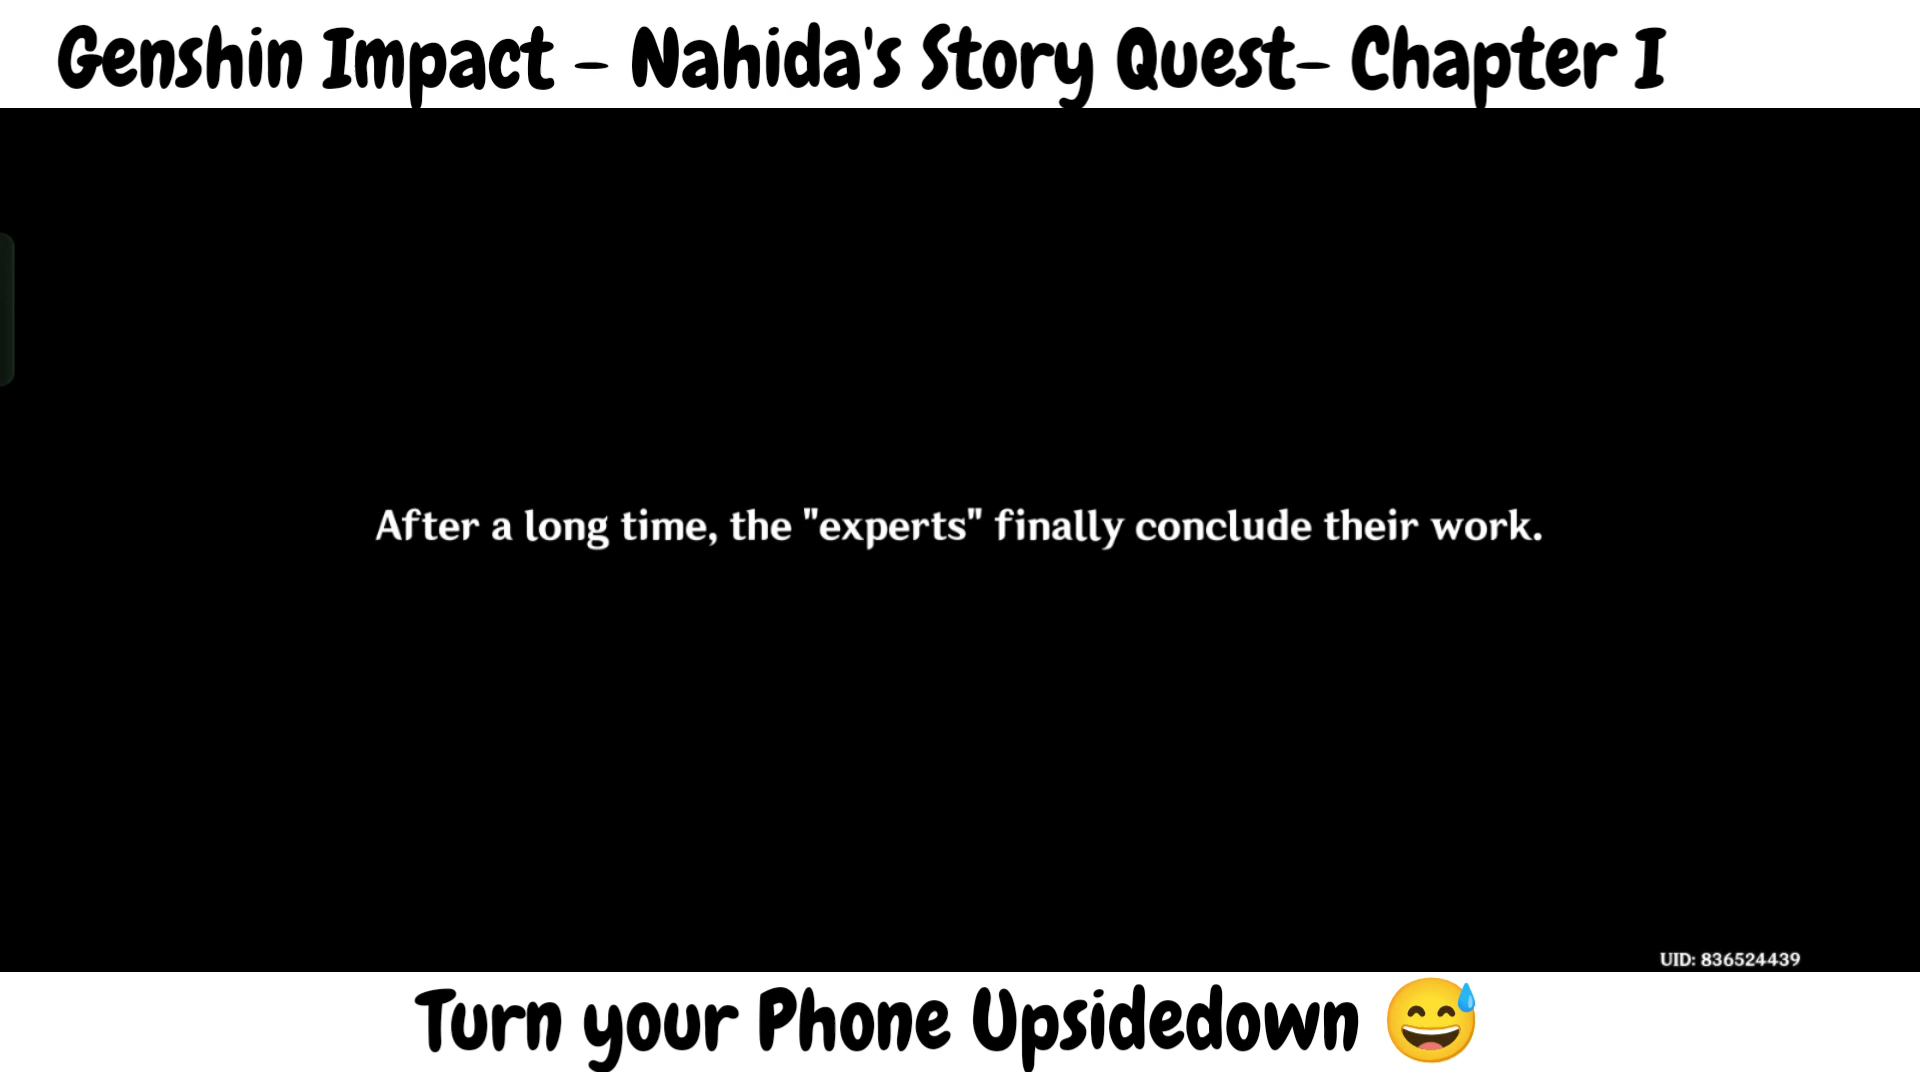 Genshin Impact - Nahida's Story Quest- Chapter I
After a long time, the "experts" finally conclude their work.
UID: 836524439
Turn your Phone Upsidedown 😅